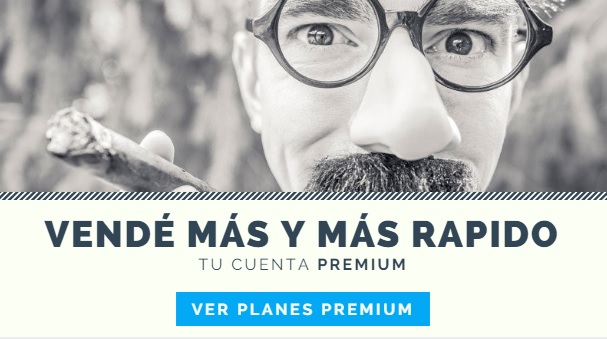 VENDÉ MÁS Y MÁS RAPIDO
TU CUENTA PREMIUM
VER PLANES PREMIUM